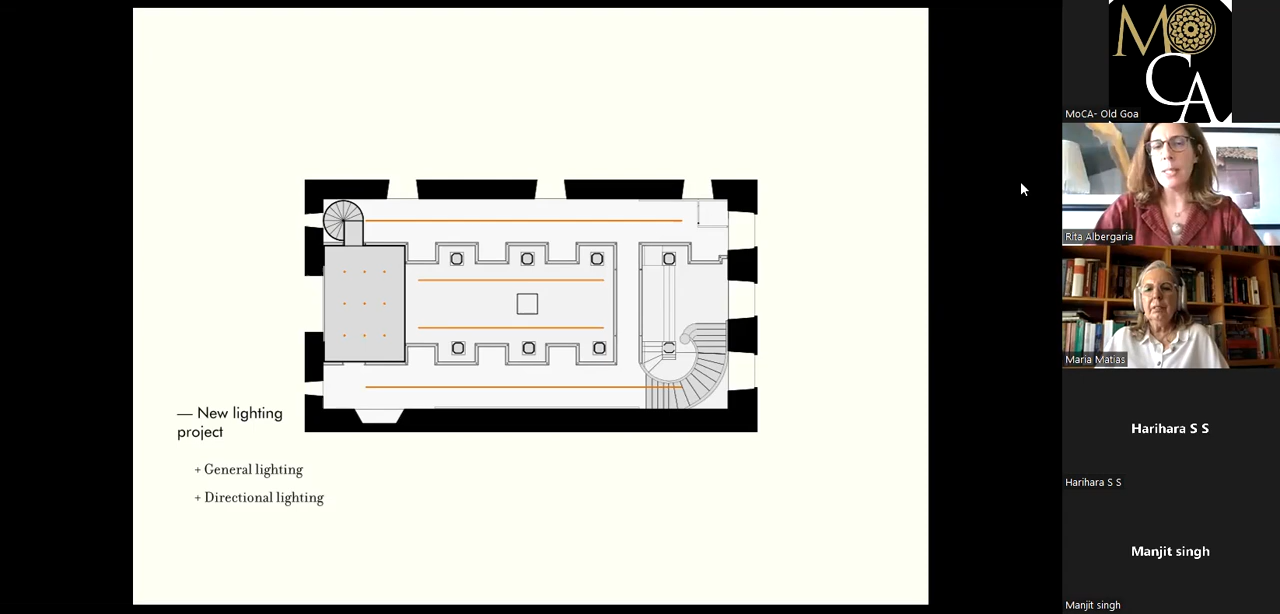 — New lighting
project
+ General lighting
+ Directional lighting
MOCA
MoCA- Old Goa
Rita Albergaria
Maria Matias
Harihara S S
Harihara S S
Manjit singh
Manjit singh